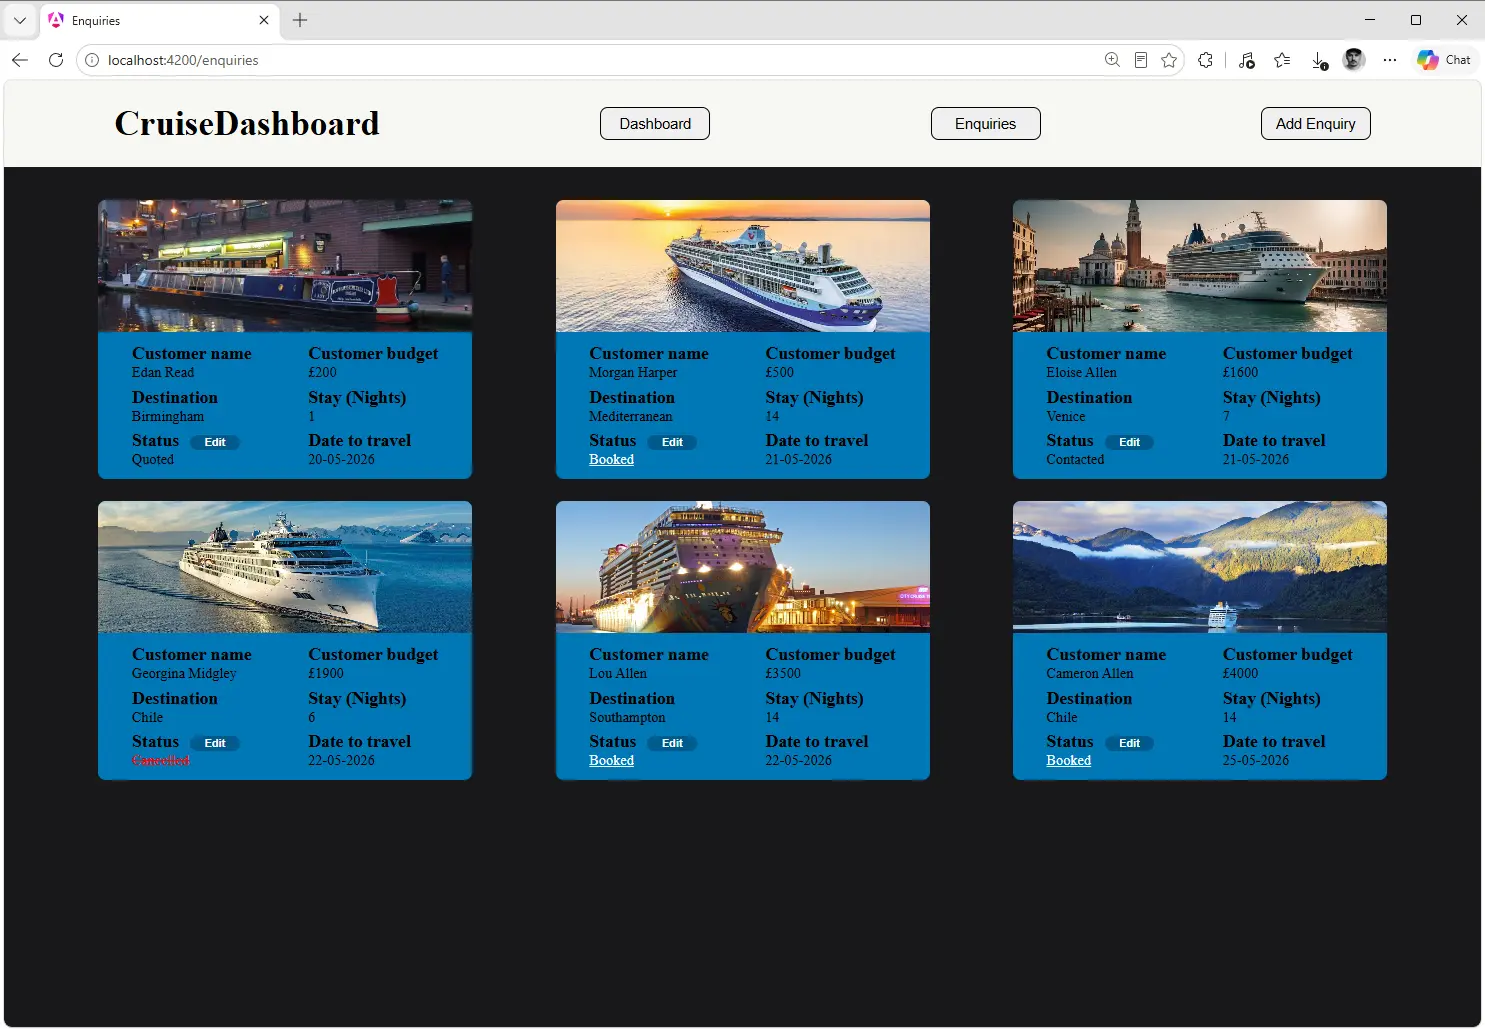 Enquiries
localhost:4200/enquiries
Chat
CruiseDashboard
Dashboard
Enquiries
Add Enquiry
Customer name
Edan Read
Customer budget
£200
Destination
Birmingham
Stay (Nights)
1
Status Edit
Quoted
Date to travel
20-05-2026
Customer name
Morgan Harper
Customer budget
£500
Destination
Mediterranean
Stay (Nights)
14
Status Edit
Booked
Date to travel
21-05-2026
Customer name
Eloise Allen
Customer budget
£1600
Destination
Venice
Stay (Nights)
7
Status Edit
Contacted
Date to travel
21-05-2026
Customer name
Georgina Midgley
Customer budget
£1900
Destination
Chile
Stay (Nights)
6
Status Edit
Cancelled
Date to travel
22-05-2026
Customer name
Lou Allen
Customer budget
£3500
Destination
Southampton
Stay (Nights)
14
Status Edit
Booked
Date to travel
22-05-2026
Customer name
Cameron Allen
Customer budget
£4000
Destination
Chile
Stay (Nights)
14
Status Edit
Booked
Date to travel
25-05-2026